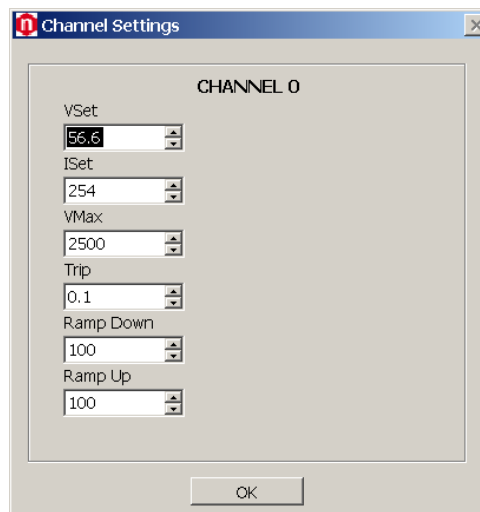 n Channel Settings
CHANNEL 0
VSet
56.6
ISet
254
VMax
2500
Trip
0.1
Ramp Down
100
Ramp Up
100
OK